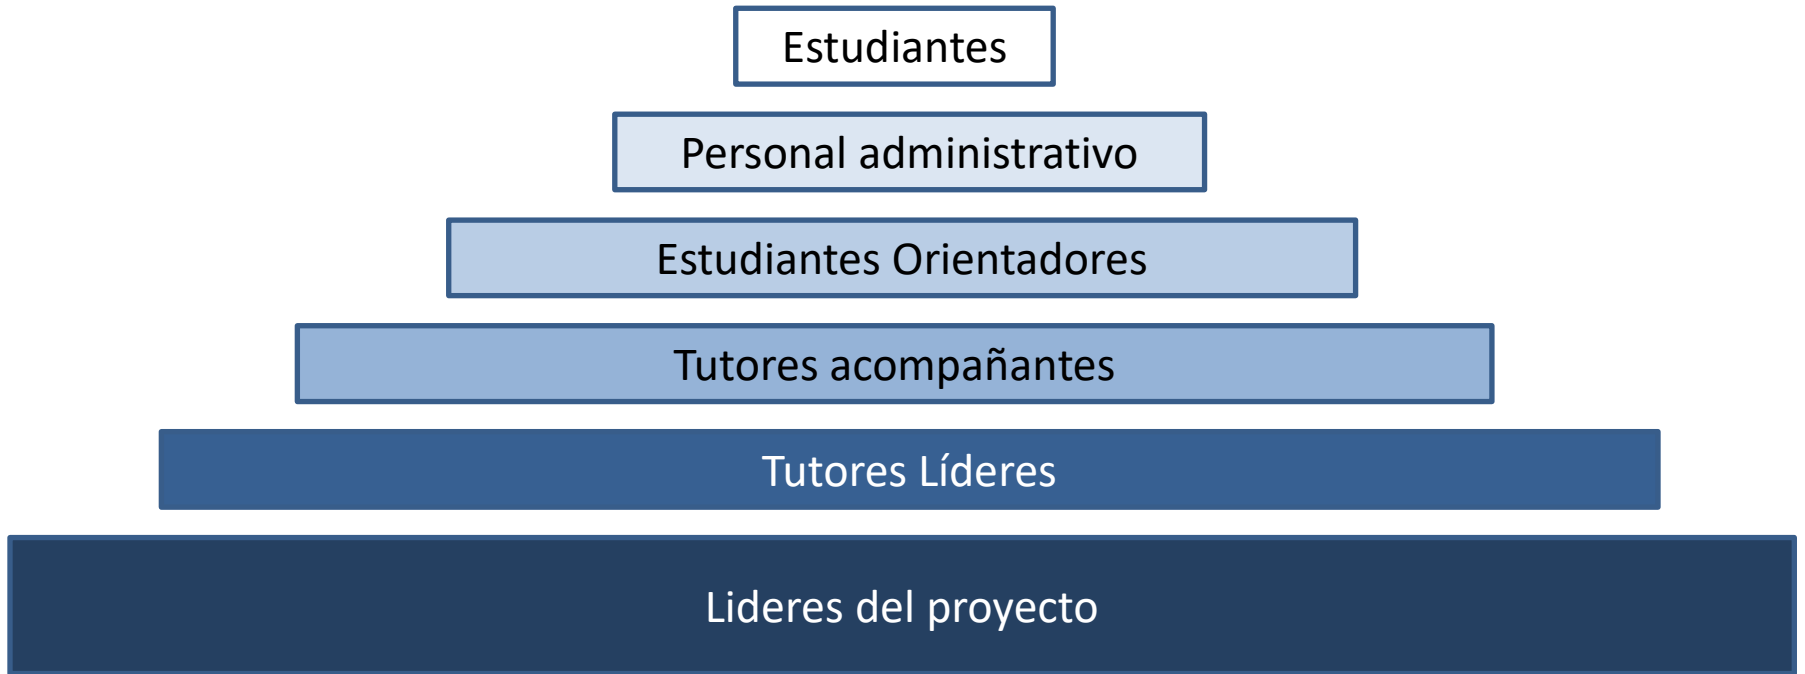 Estudiantes
Personal administrativo
Estudiantes Orientadores
Tutores acompañantes
Tutores Líderes
Lideres del proyecto